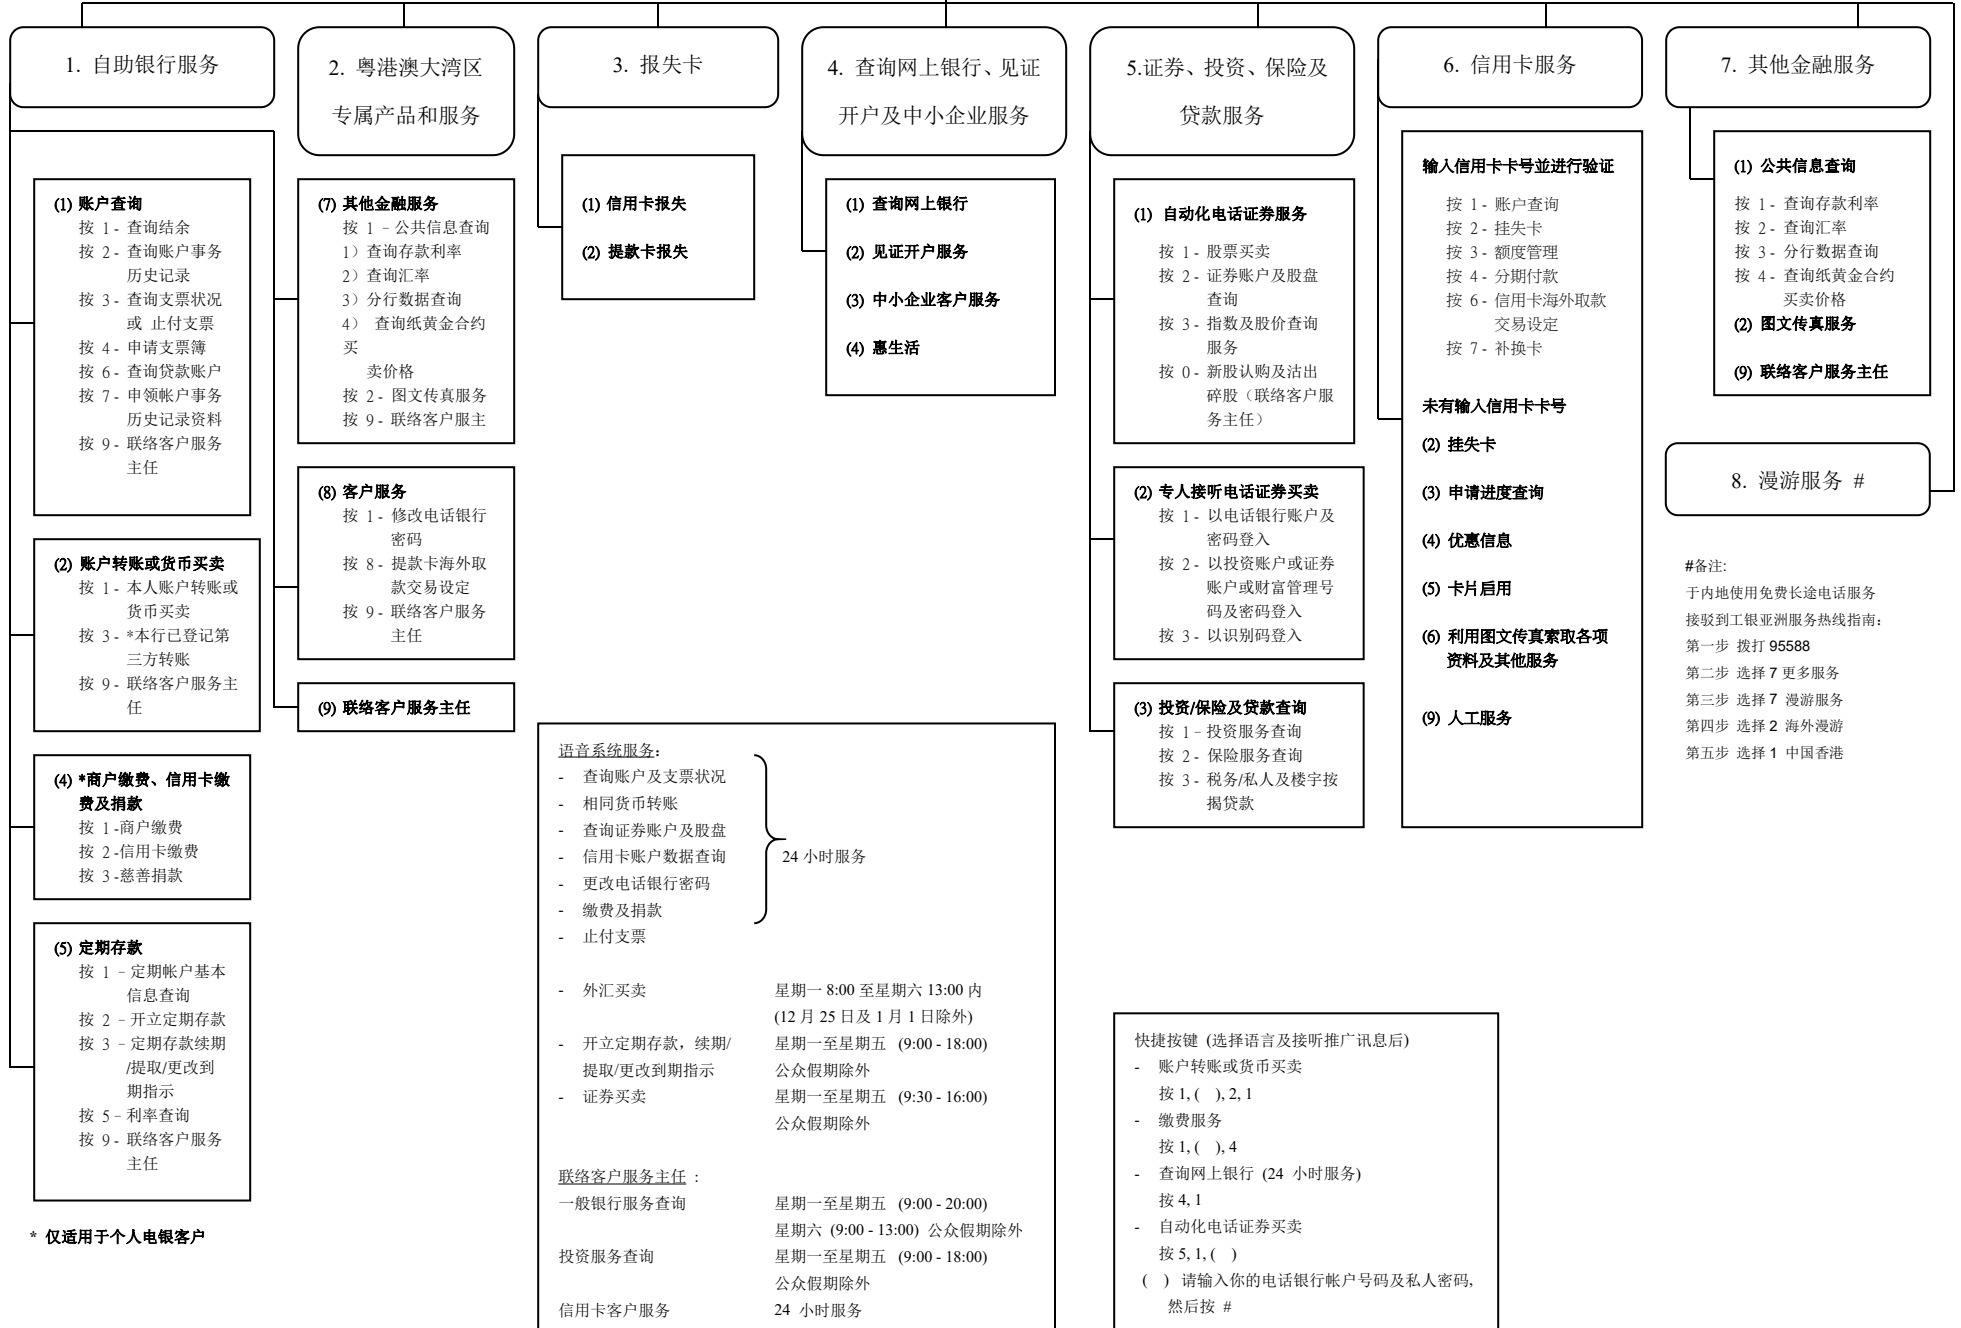 1. 自助银行服务
(1) 账户查询
按 1 - 查询结余
按 2 - 查询账户事务
历史记录
按 3 - 查询支票状况
或 止付支票
按 4 - 申请支票簿
按 6 - 查询贷款账户
按 7 - 申领帐户事务
历史记录资料
按 9 - 联络客户服务
主任
(2) 账户转账或货币买卖
按 1 - 本人账户转账或
货币买卖
按 3 - *本行已登记第
三方转账
按 9 - 联络客户服务主
任
(4) *商户缴费、信用卡缴
费及捐款
按 1 -商户缴费
按 2 -信用卡缴费
按 3 -慈善捐款
(5) 定期存款
按 1 – 定期帐户基本
信息查询
按 2 – 开立定期存款
按 3 – 定期存款续期
/提取/更改到
期指示
按 5 – 利率查询
按 9 - 联络客户服务
主任
* 仅适用于个人电银客户
(7) 其他金融服务
按 1 – 公共信息查询
1）查询存款利率
2）查询汇率
3）分行数据查询
4） 查询纸黄金合约
买
卖价格
按 2 - 图文传真服务
按 9 - 联络客户服主
(8) 客户服务
按 1 - 修改电话银行
密码
按 8 - 提款卡海外取
款交易设定
按 9 - 联络客户服务
主任
(9) 联络客户服务主任
2. 粤港澳大湾区
专属产品和服务
3. 报失卡
(1) 信用卡报失
(2) 提款卡报失
4. 查询网上银行、见证
开户及中小企业服务
(1) 查询网上银行
(2) 见证开户服务
(3) 中小企业客户服务
(4) 惠生活
5.证券、投资、保险及
贷款服务
(1) 自动化电话证券服务
按 1 - 股票买卖
按 2 - 证券账户及股盘
查询
按 3 - 指数及股价查询
服务
按 0 - 新股认购及沽出
碎股（联络客户服
务主任）
(2) 专人接听电话证券买卖
按 1 - 以电话银行账户及
密码登入
按 2 - 以投资账户或证券
账户或财富管理号
码及密码登入
按 3 - 以识别码登入
(3) 投资/保险及贷款查询
按 1 – 投资服务查询
按 2 - 保险服务查询
按 3 - 税务/私人及楼宇按
揭贷款
6. 信用卡服务
输入信用卡卡号並进行验证
按 1 - 账户查询
按 2 - 挂失卡
按 3 - 额度管理
按 4 - 分期付款
按 6 - 信用卡海外取款
交易设定
按 7 - 补换卡
未有输入信用卡卡号
(2) 挂失卡
(3) 申请进度查询
(4) 优惠信息
(5) 卡片启用
(6) 利用图文传真索取各项
资料及其他服务
(9) 人工服务
7. 其他金融服务
(1) 公共信息查询
按 1 - 查询存款利率
按 2 - 查询汇率
按 3 - 分行数据查询
按 4 - 查询纸黄金合约
买卖价格
(2) 图文传真服务
(9) 联络客户服务主任
8. 漫游服务 #
#备注:
于内地使用免费长途电话服务
接驳到工银亚洲服务热线指南:
第一步 拨打 95588
第二步 选择 7 更多服务
第三步 选择 7 漫游服务
第四步 选择 2 海外漫游
第五步 选择 1 中国香港
语音系统服务:
- 查询账户及支票状况
- 相同货币转账
- 查询证券账户及股盘
- 信用卡账户数据查询 24 小时服务
- 更改电话银行密码
- 缴费及捐款
- 止付支票
- 外汇买卖 星期一 8:00 至星期六 13:00 内
(12 月 25 日及 1 月 1 日除外)
- 开立定期存款，续期/ 星期一至星期五 (9:00 - 18:00)
提取/更改到期指示 公众假期除外
- 证券买卖 星期一至星期五 (9:30 - 16:00)
公众假期除外
联络客户服务主任 :
一般银行服务查询 星期一至星期五 (9:00 - 20:00)
星期六 (9:00 - 13:00) 公众假期除外
投资服务查询 星期一至星期五 (9:00 - 18:00)
公众假期除外
信用卡客户服务 24 小时服务
快捷按键 (选择语言及接听推广讯息后)
- 账户转账或货币买卖
按 1, ( ), 2, 1
- 缴费服务
按 1, ( ), 4
- 查询网上银行 (24 小时服务)
按 4, 1
- 自动化电话证券买卖
按 5, 1, ( )
( ) 请输入你的电话银行帐户号码及私人密码,
然后按 #